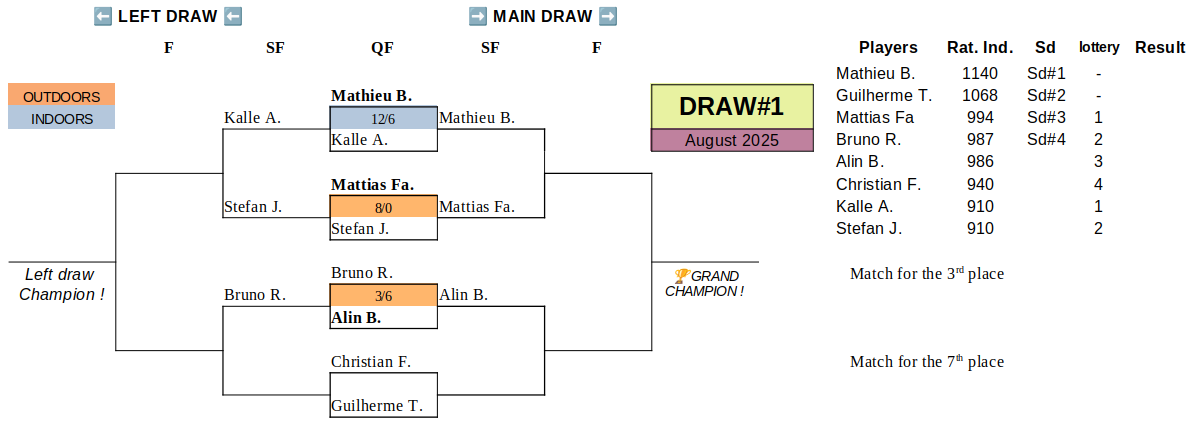 ⬅ LEFT DRAW ⬅ ➡ MAIN DRAW ➡
F SF QF SF F
Players Rat. Ind. Sd lottery Result
OUTDOORS
INDOORS
Mathieu B.
Kalle A. 12/6 Mathieu B.
Kalle A.
Mattias Fa.
Stefan J. 8/0 Mattias Fa.
Stefan J.
Bruno R.
Bruno R. 3/6 Alin B.
Alin B.
Christian F.
Guilherme T.
Left draw
Champion !
🏆GRAND
CHAMPION !
DRAW#1
August 2025
Mathieu B. 1140 Sd#1 -
Guilherme T. 1068 Sd#2 -
Mattias Fa 994 Sd#3 1
Bruno R. 987 Sd#4 2
Alin B. 986 3
Christian F. 940 4
Kalle A. 910 1
Stefan J. 910 2
Match for the 3rd place
Match for the 7th place